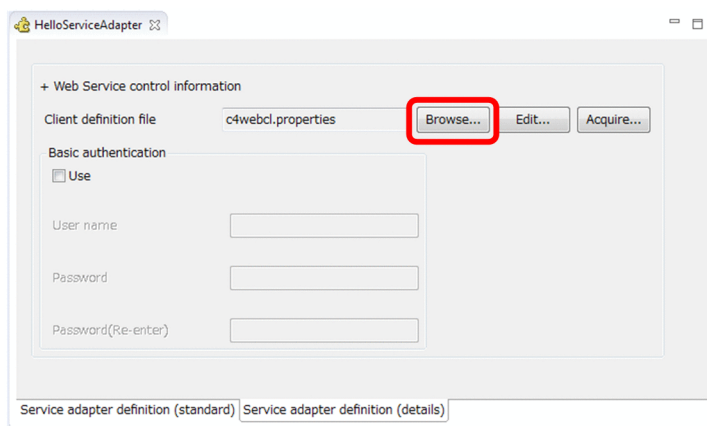 HelloServiceAdapter
+ Web Service control information
Client definition file c4webcl.properties Browse... Edit... Acquire...
Basic authentication
Use
User name
Password
Password(Re-enter)
Service adapter definition (standard) Service adapter definition (details)